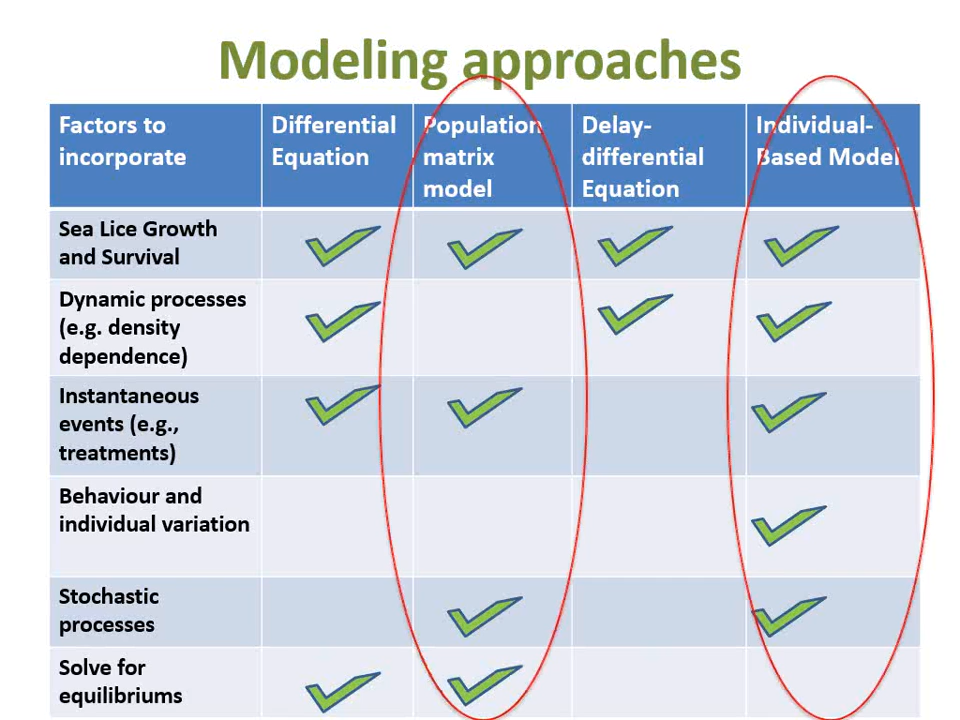 Modeling approaches
Factors to
incorporate
Differential
Equation
Population
matrix
model
Delay-
differential
Equation
Individual-
Based Model
Sea Lice Growth
and Survival
Dynamic processes
(e.g. density
dependence)
Instantaneous
events (e.g.,
treatments)
Behaviour and
individual variation
Stochastic
processes
Solve for
equilibriums